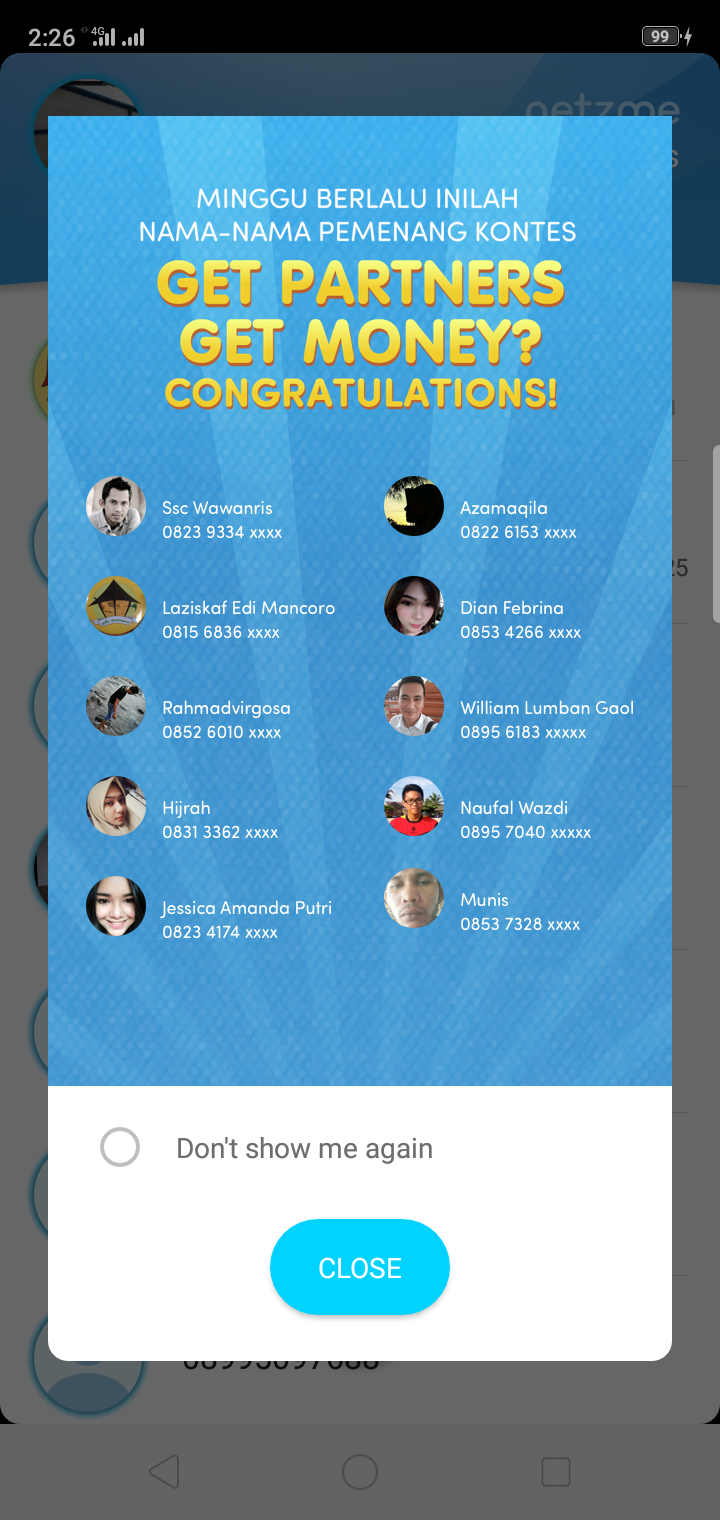 2:26
4G
99
netzme
s
MINGGU BERLALU INILAH
NAMA-NAMA PEMENANG KONTES
GET PARTNERS
GET MONEY?
CONGRATULATIONS!
Ssc Wawanris
0823 9334 xxxx
Azamaqila
0822 6153 xxxx
25
Laziskaf Edi Mancoro
0815 6836 xxxx
Dian Febrina
0853 4266 xxxx
Rahmadvirgosa
0852 6010 xxxx
William Lumban Gaol
0895 6183 xxxxx
Hijrah
0831 3362 xxxx
Naufal Wazdi
0895 7040 xxxxx
Jessica Amanda Putri
0823 4174 xxxx
Munis
0853 7328 xxxx
Don't show me again
CLOSE